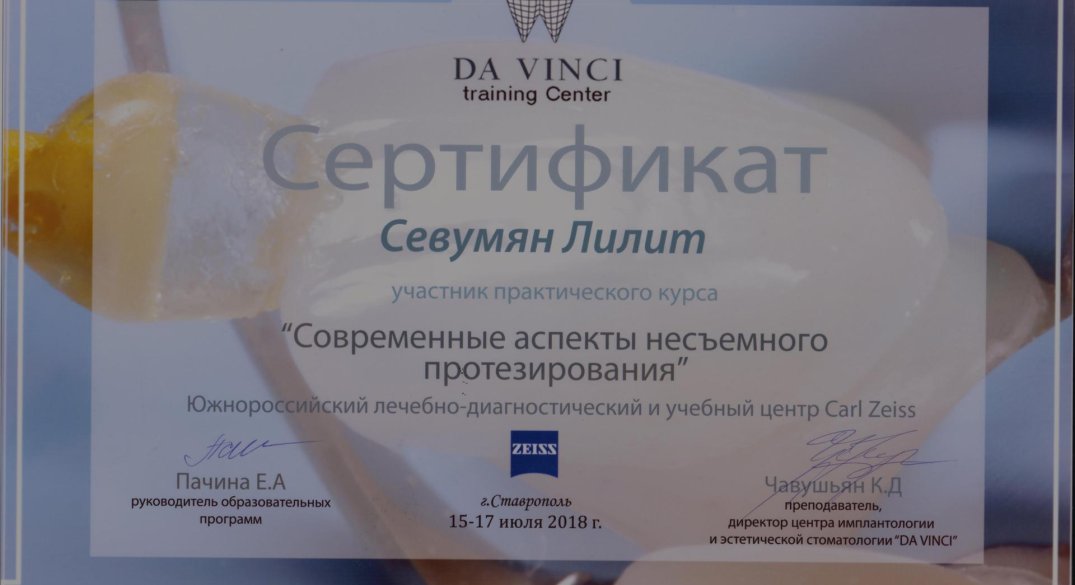 DA VINCI
training Center
Сертификат
Севумян Лилит
участник практического курса
“Современные аспекты несъемного
протезирования”
Южнороссийский лечебно-диагностический и учебный центр Carl Zeiss
ZEISS
Пачина Е.А
руководитель образовательных
программ
г.Ставрополь
15-17 июля 2018 г.
Чавушьян К.Д
преподаватель,
директор центра имплантологии
и эстетической стоматологии “DA VINCI”